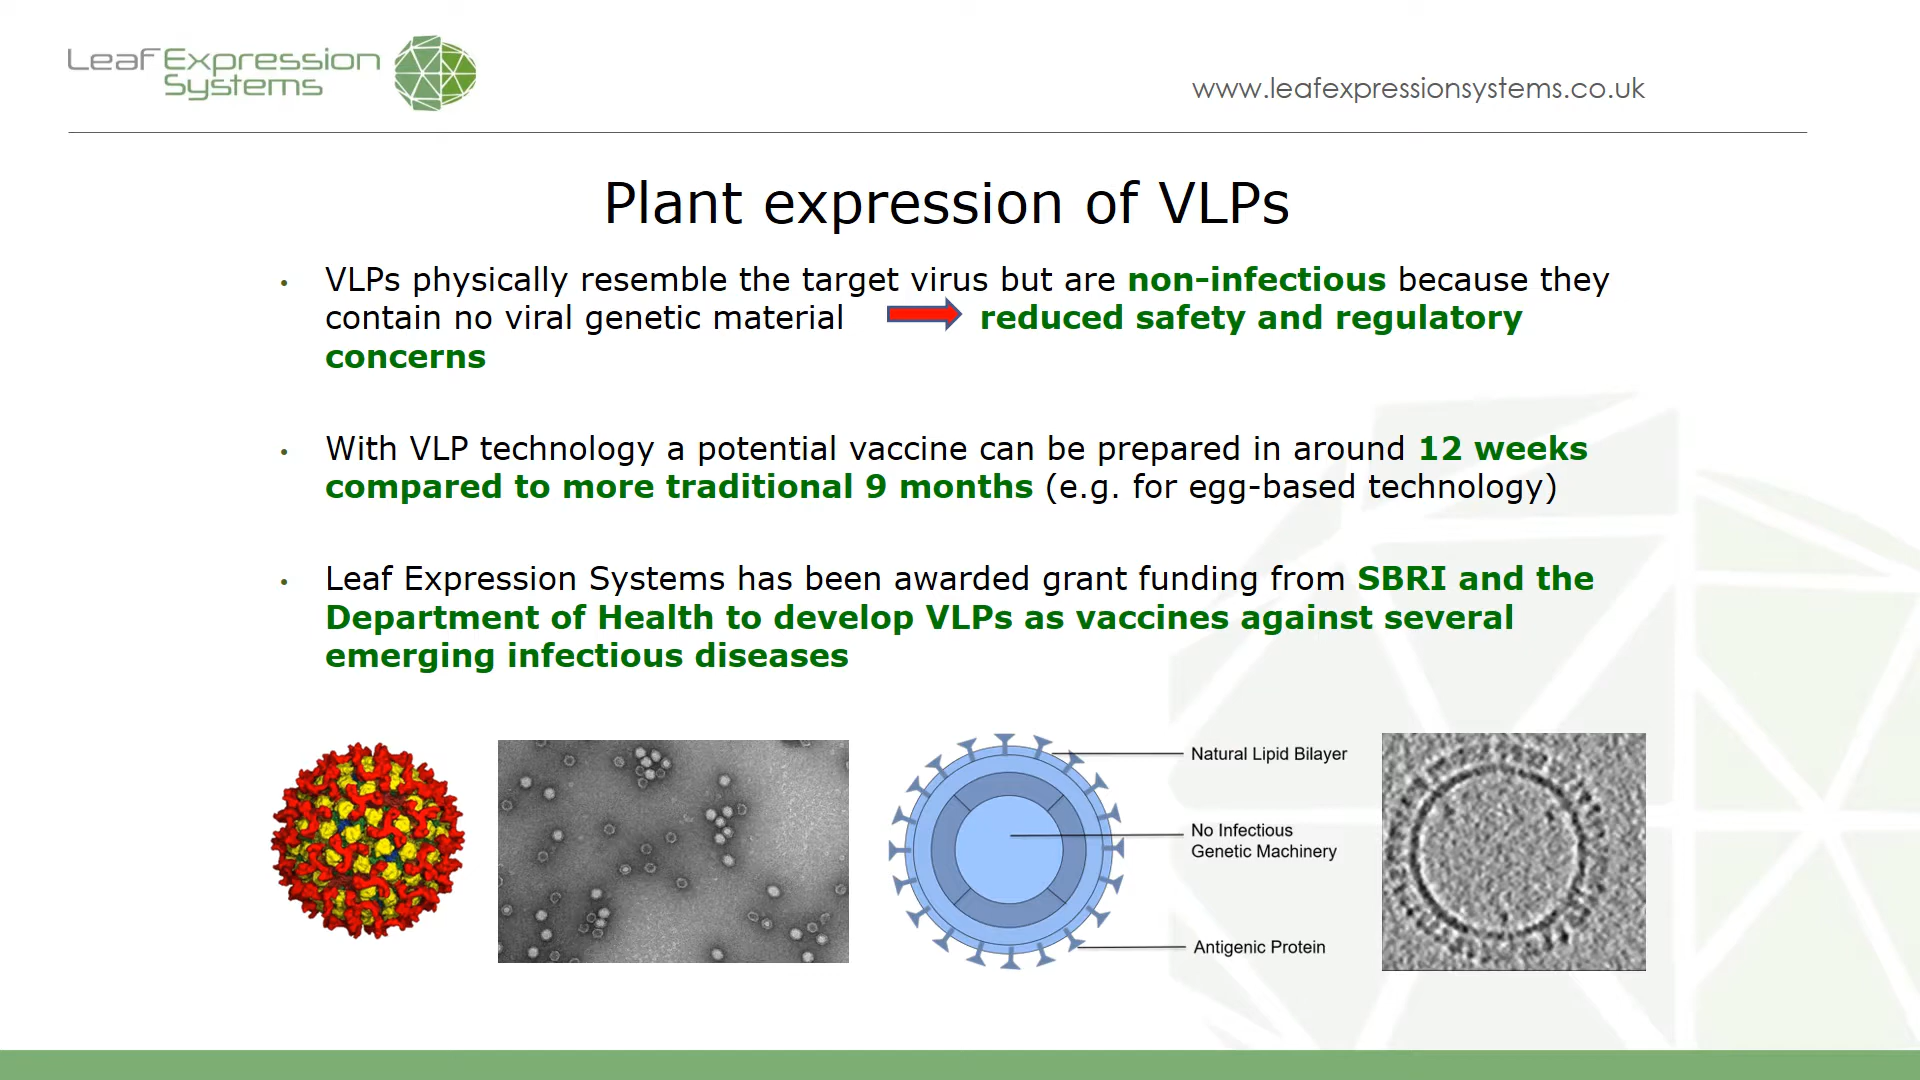 Leaf Expression
Systems
www.leafexpressionsystems.co.uk
Plant expression of VLPs
• VLPs physically resemble the target virus but are non-infectious because they
contain no viral genetic material reduced safety and regulatory
concerns
• With VLP technology a potential vaccine can be prepared in around 12 weeks
compared to more traditional 9 months (e.g. for egg-based technology)
• Leaf Expression Systems has been awarded grant funding from SBRI and the
Department of Health to develop VLPs as vaccines against several
emerging infectious diseases
Natural Lipid Bilayer
No Infectious
Genetic Machinery
Antigenic Protein